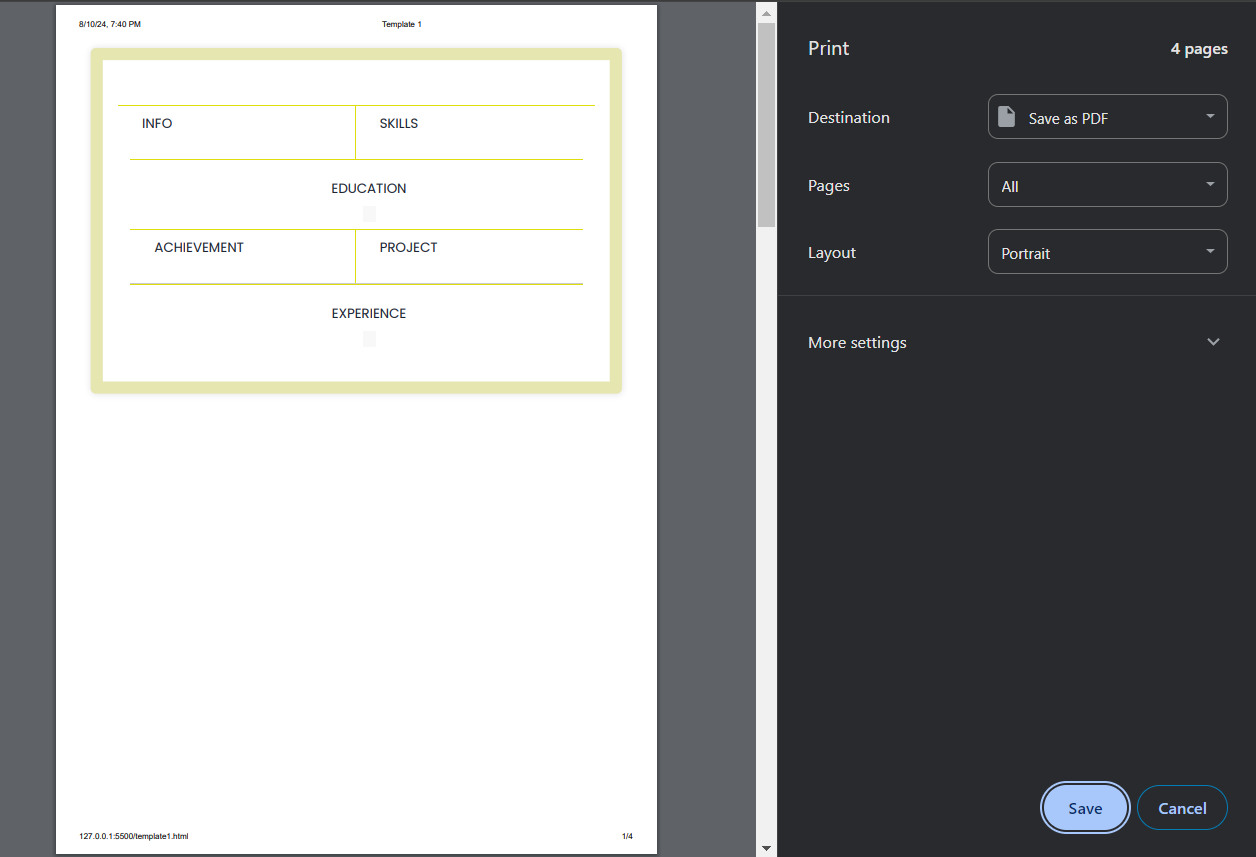 8/10/24, 7:40 PM Template 1
INFO SKILLS
EDUCATION
ACHIEVEMENT PROJECT
EXPERIENCE
127.0.0.1:5500/template1.html 1/4
Print 4 pages
Destination Save as PDF
Pages All
Layout Portrait
More settings
Save Cancel